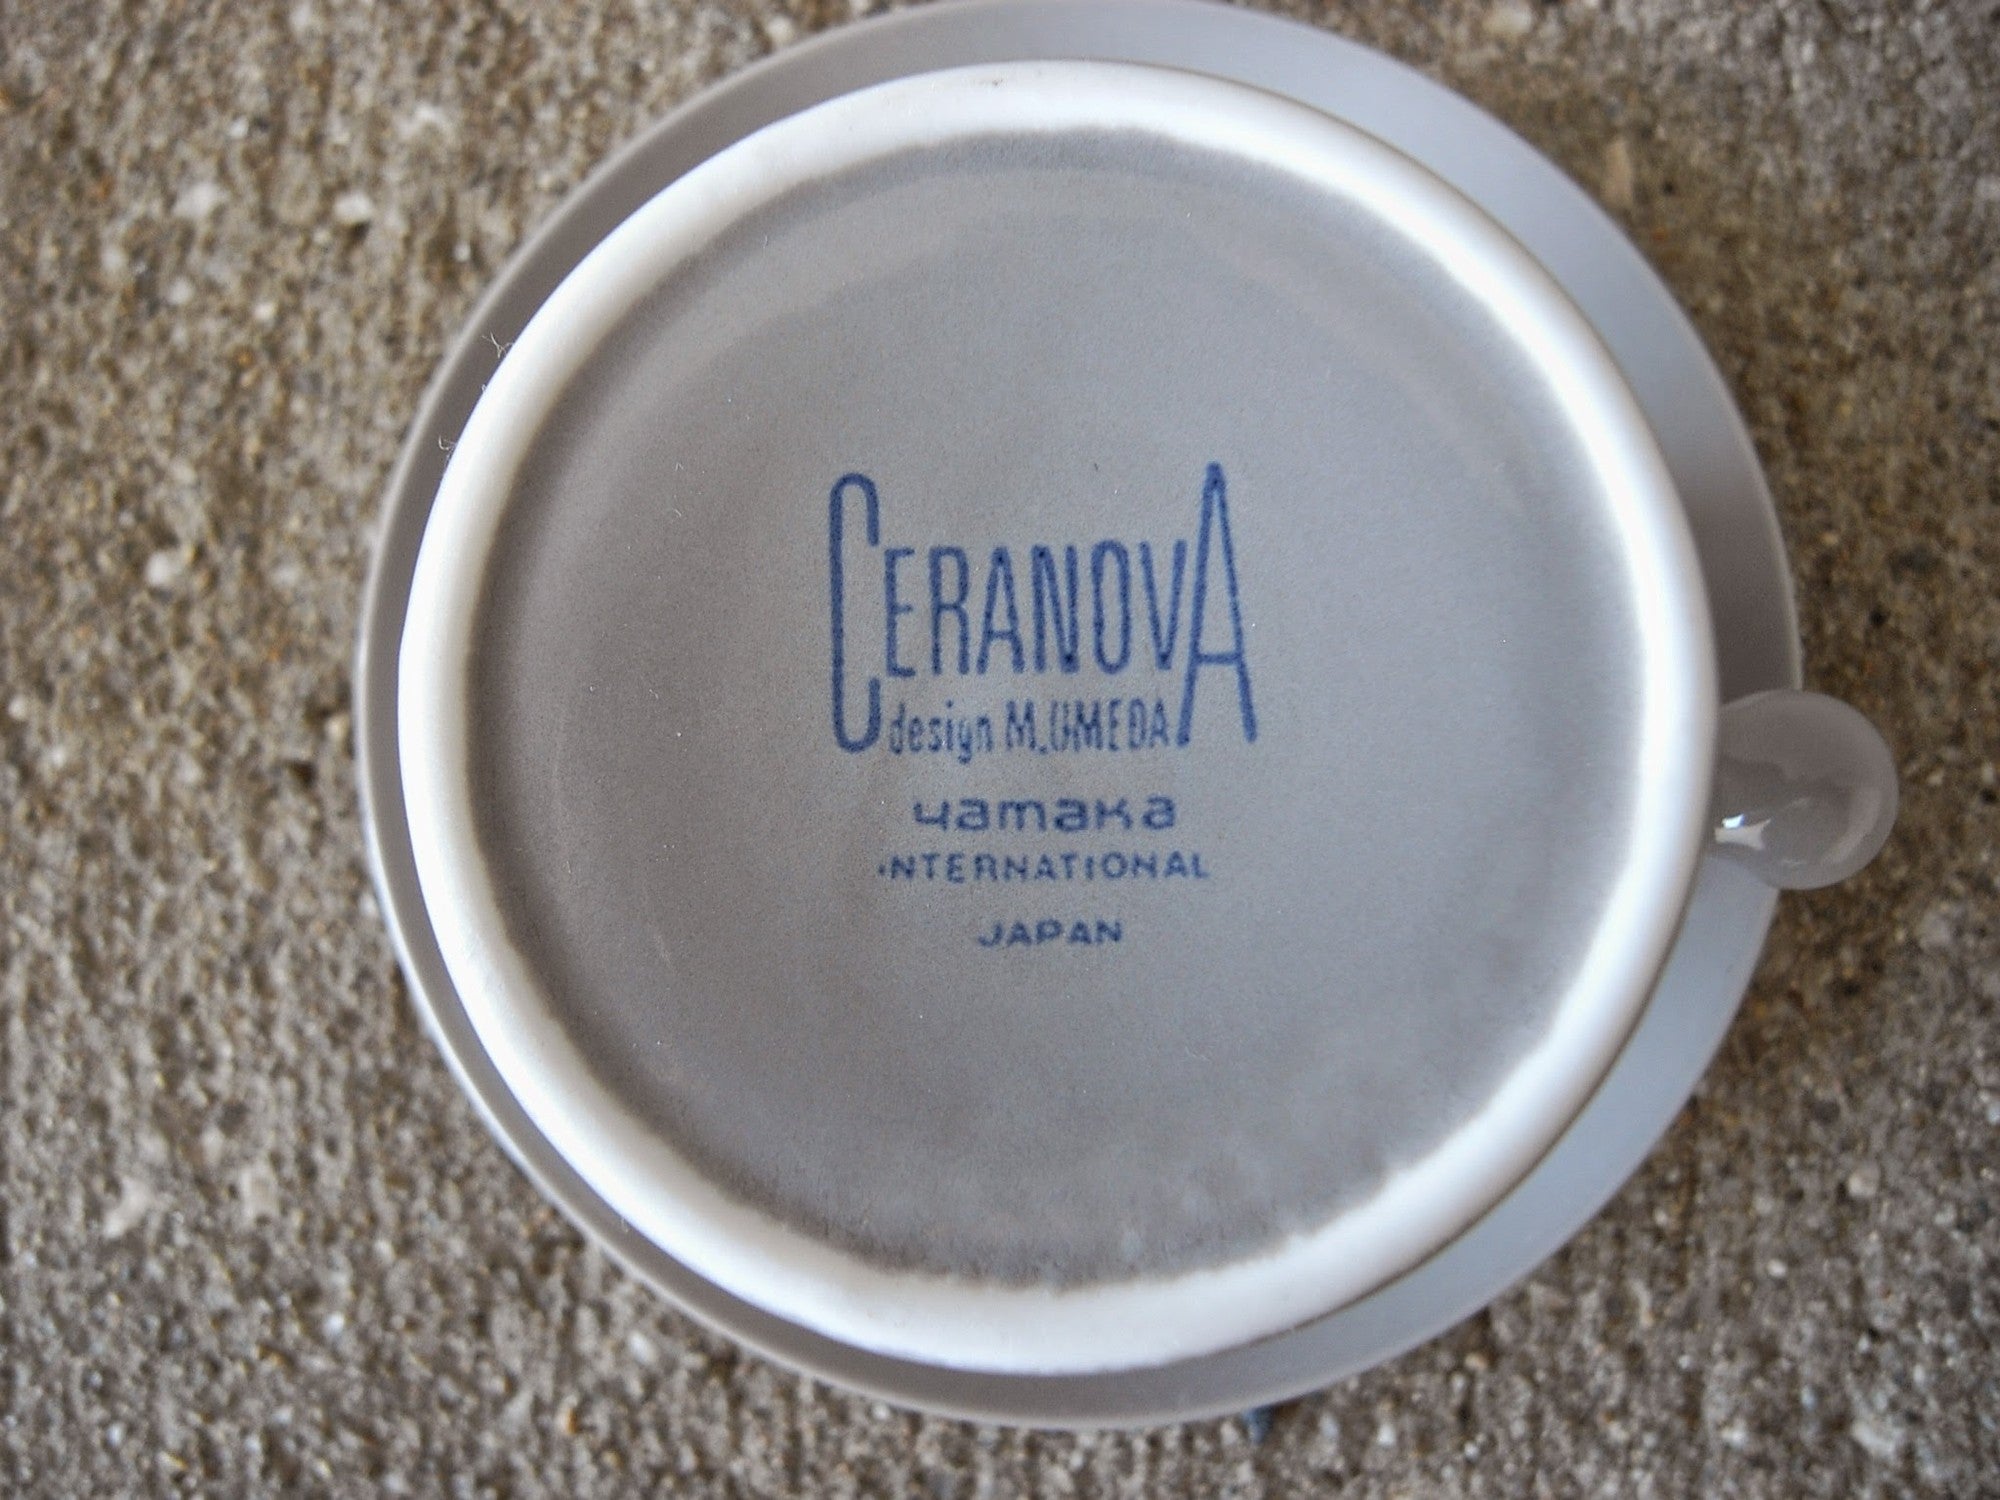 CERANOVA
design M.UMEDA
yamaka
INTERNATIONAL
JAPAN